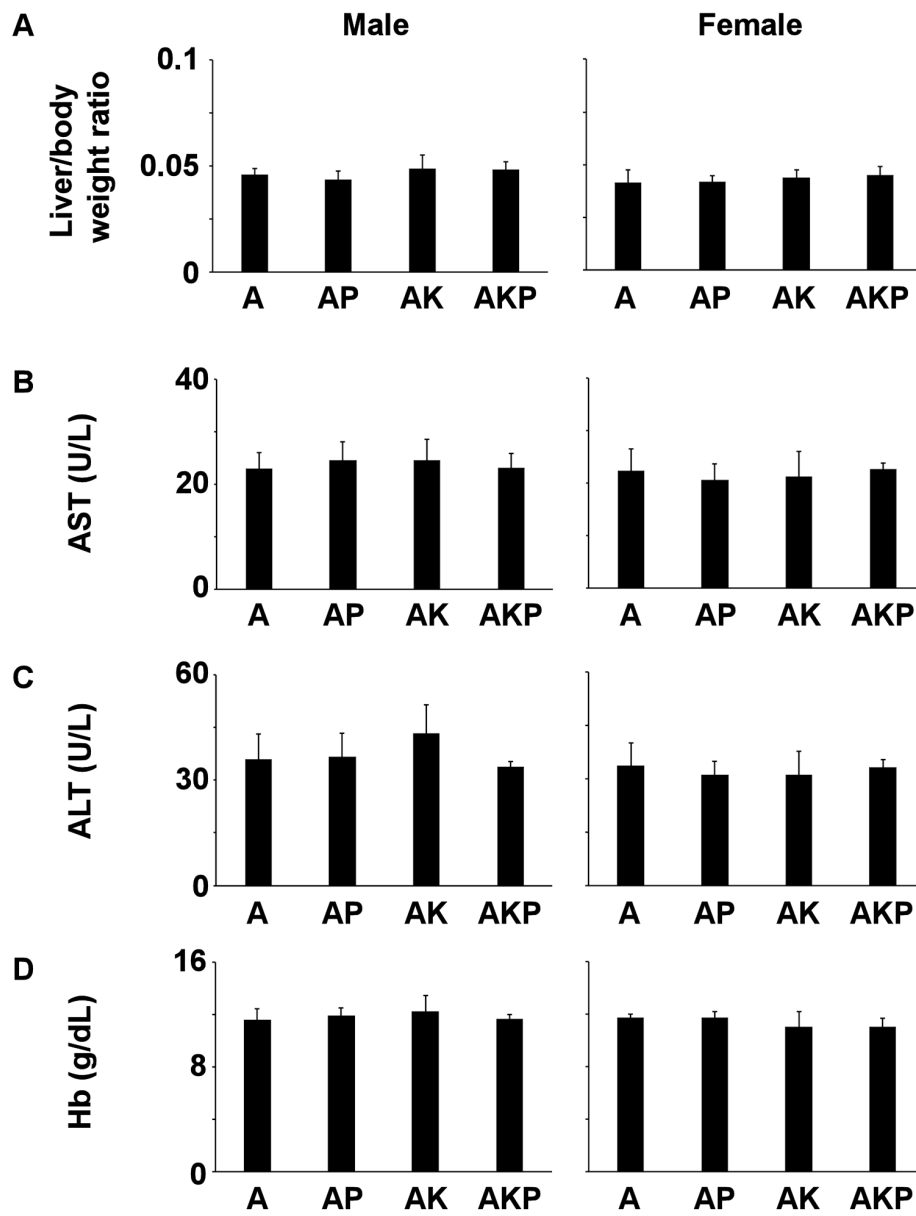 A
Male
Female
Liver/body
weight ratio
0.1
0.05
0
A AP AK AKP
A AP AK AKP
B
AST (U/L)
40
20
0
A AP AK AKP
A AP AK AKP
C
ALT (U/L)
60
30
0
A AP AK AKP
A AP AK AKP
D
Hb (g/dL)
16
8
0
A AP AK AKP
A AP AK AKP